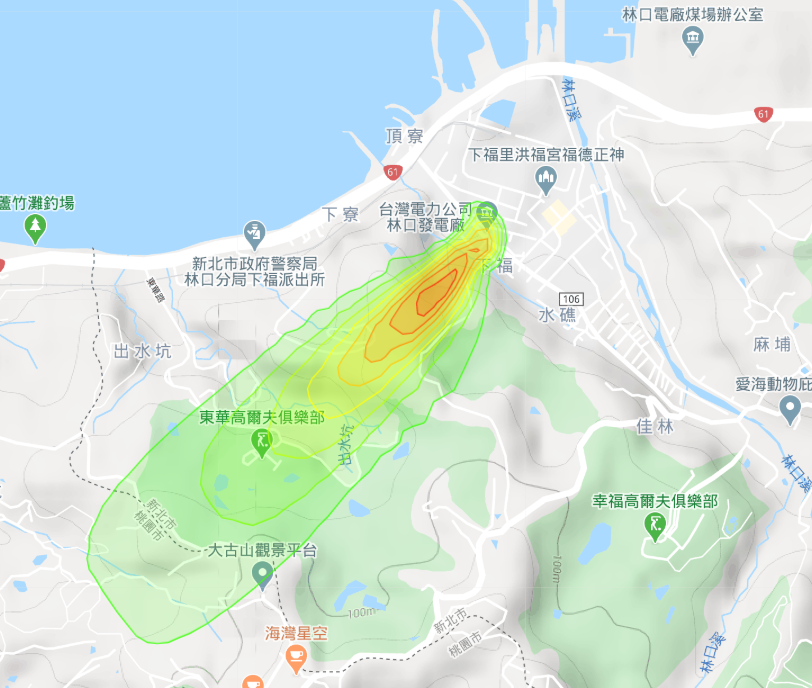 林口電廠煤場辦公室
林口溪
61
頂寮
下福里洪福宮福德正神
61
蘆竹灘釣場
下寮
台灣電力公司
林口發電廠
新北市政府警察局
林口分局下福派出所
下福
東華路
106
水礁
出水坑
麻埔
愛海動物庇
東華高爾夫俱樂部
佳林
出水坑
林口溪
新北市
桃園市
幸福高爾夫俱樂部
大古山觀景平台
100m
100m
新北市
桃園市
海灣星空
林口溪